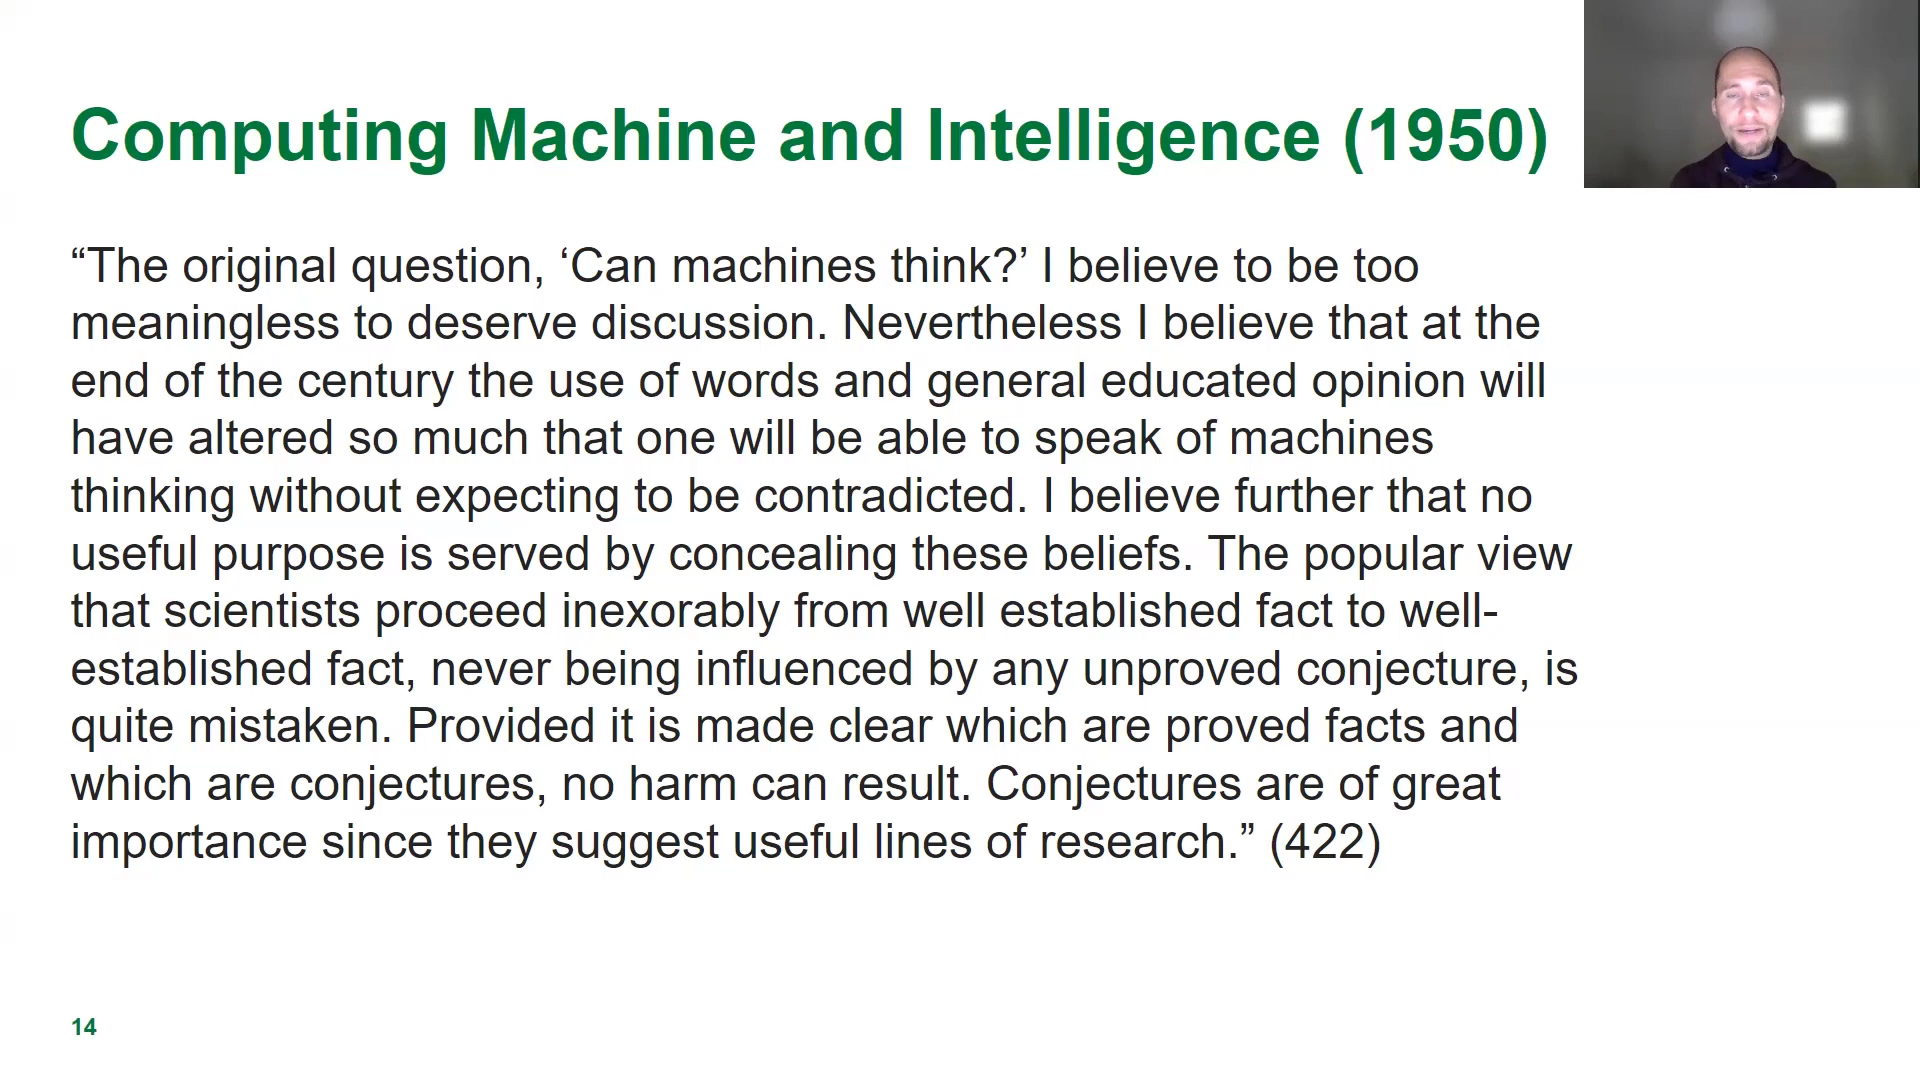 Computing Machine and Intelligence (1950)
“The original question, ‘Can machines think?’ I believe to be too
meaningless to deserve discussion. Nevertheless I believe that at the
end of the century the use of words and general educated opinion will
have altered so much that one will be able to speak of machines
thinking without expecting to be contradicted. I believe further that no
useful purpose is served by concealing these beliefs. The popular view
that scientists proceed inexorably from well established fact to well-
established fact, never being influenced by any unproved conjecture, is
quite mistaken. Provided it is made clear which are proved facts and
which are conjectures, no harm can result. Conjectures are of great
importance since they suggest useful lines of research.” (422)
14